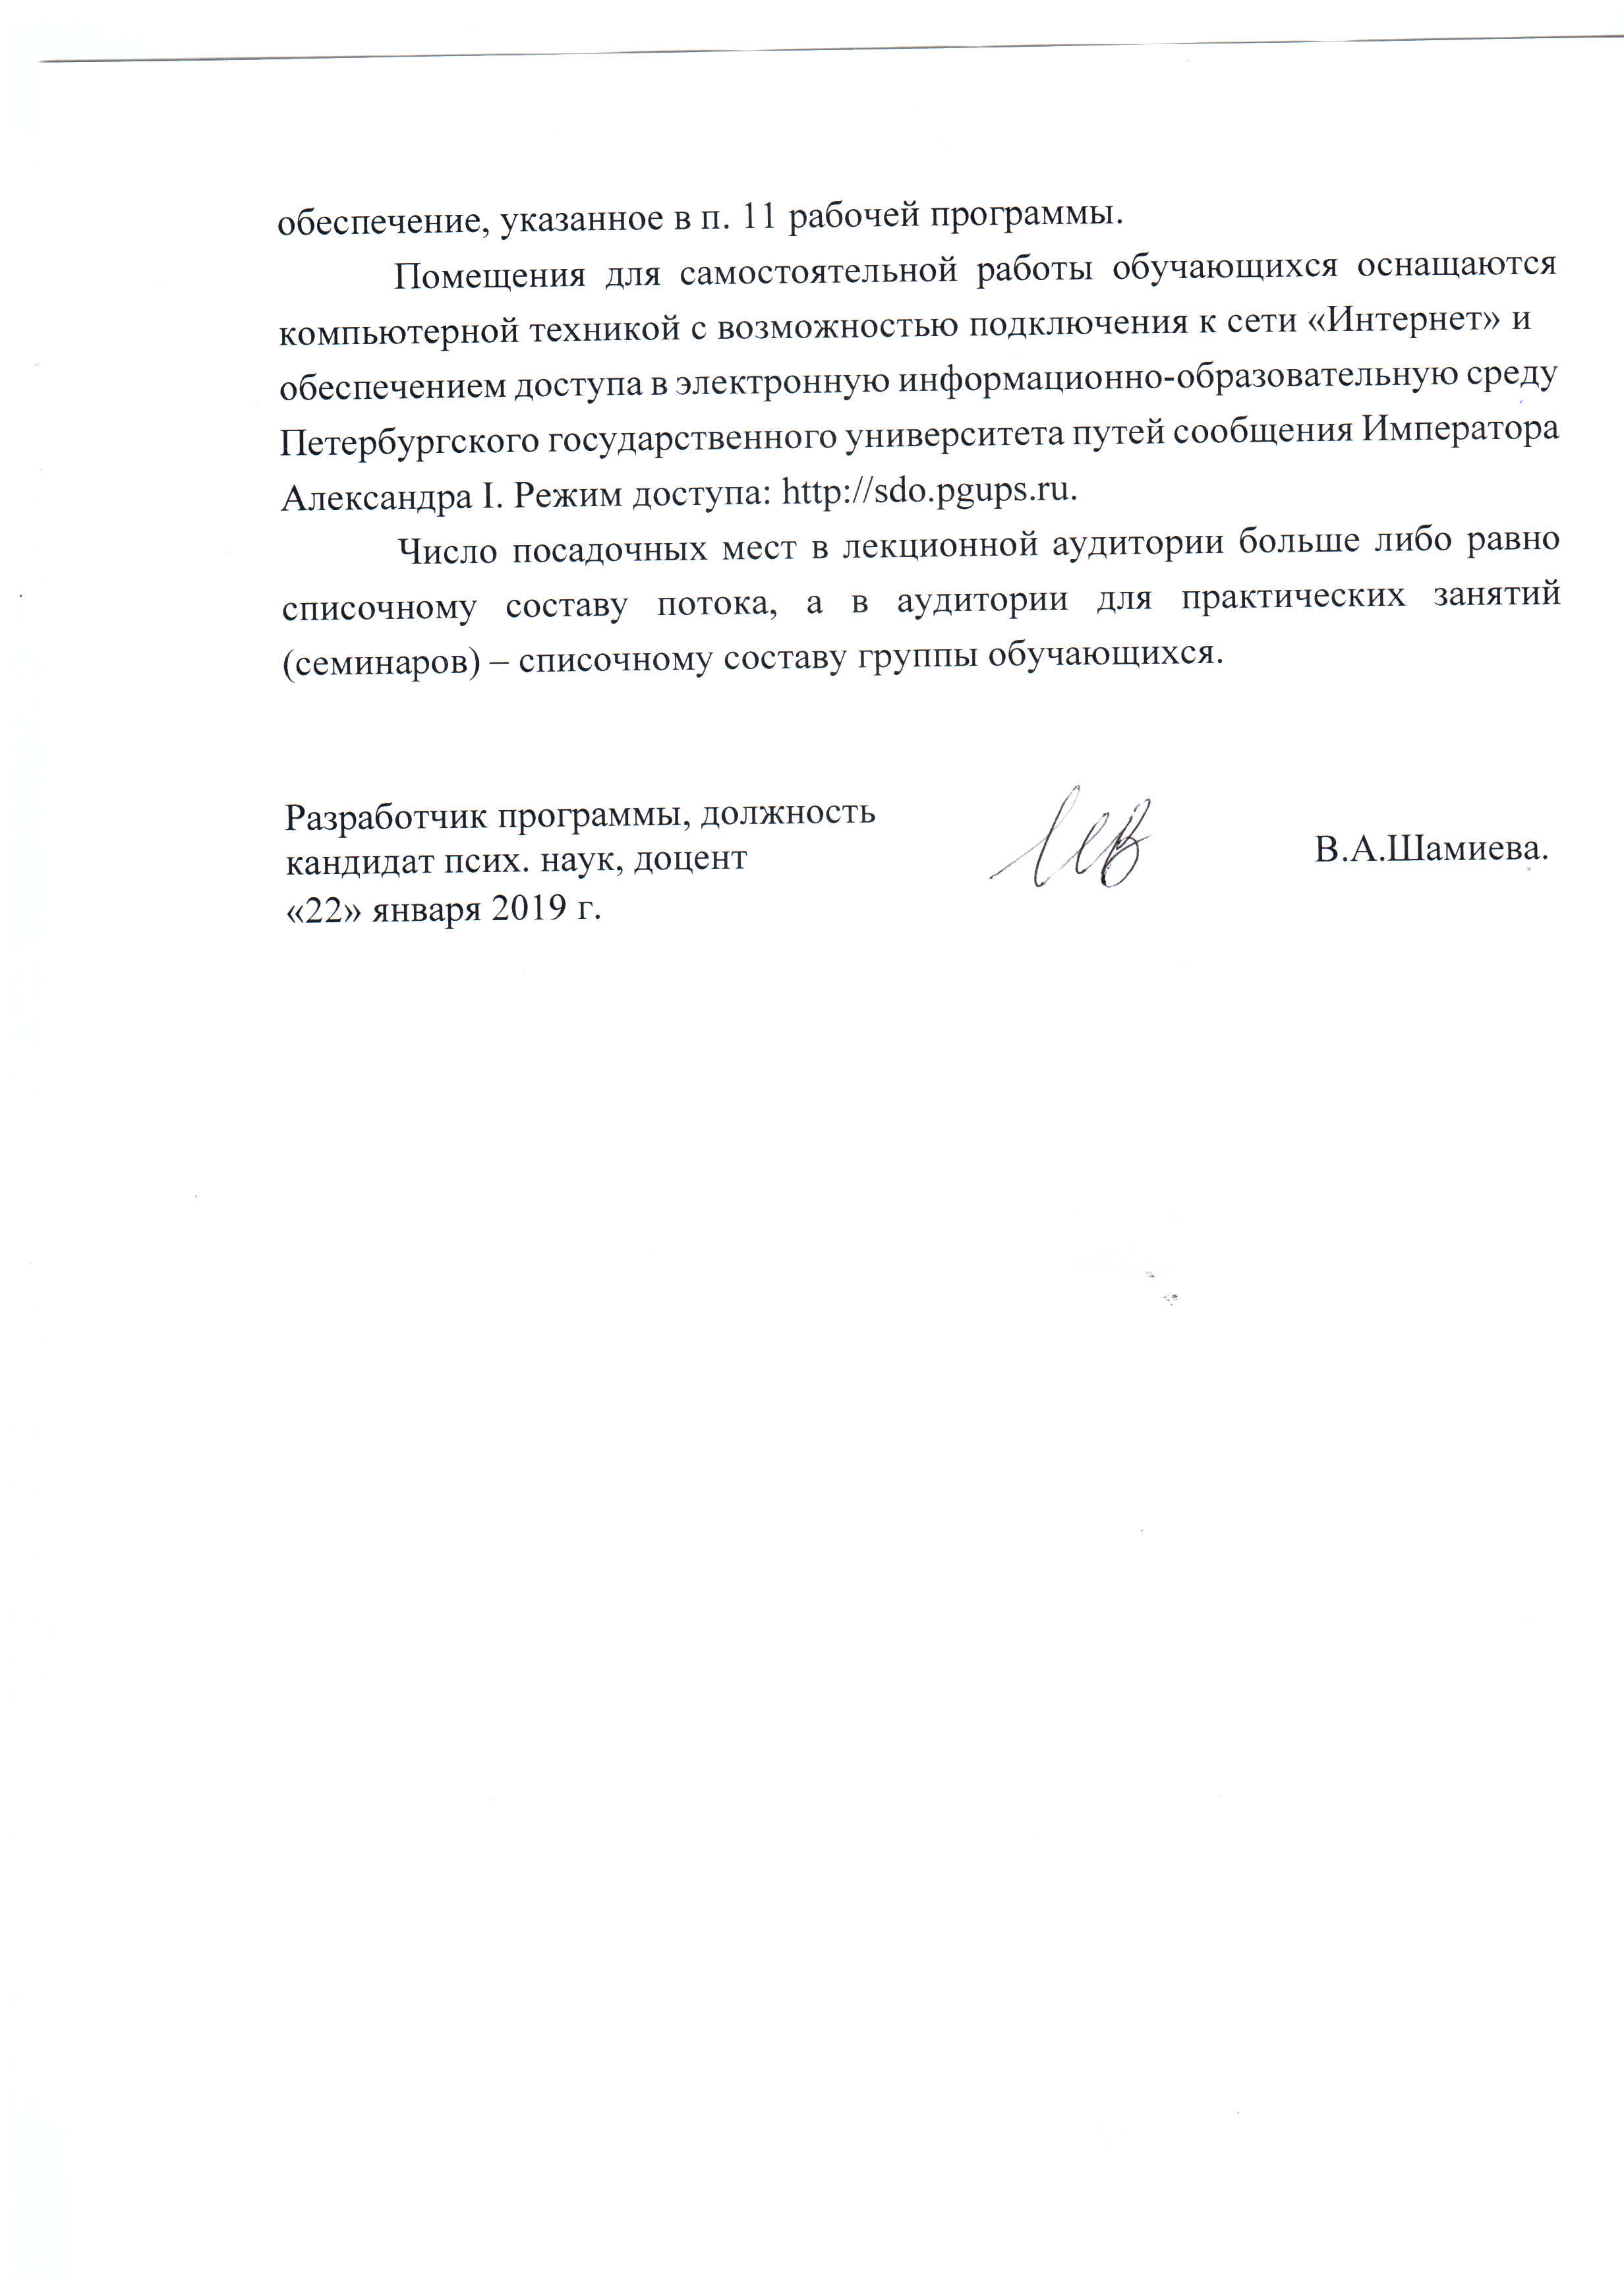 обеспечение, указанное в п. 11 рабочей программы.
Помещения для самостоятельной работы обучающихся оснащаются
компьютерной техникой с возможностью подключения к сети «Интернет» и
обеспечением доступа в электронную информационно-образовательную среду
Петербургского государственного университета путей сообщения Императора
Александра I. Режим доступа: http://sdo.pgups.ru.
Число посадочных мест в лекционной аудитории больше либо равно
списочному составу потока, а в аудитории для практических занятий
(семинаров) – списочному составу группы обучающихся.
Разработчик программы, должность
кандидат псих. наук, доцент
В.А.Шамиева.
«22» января 2019 г.